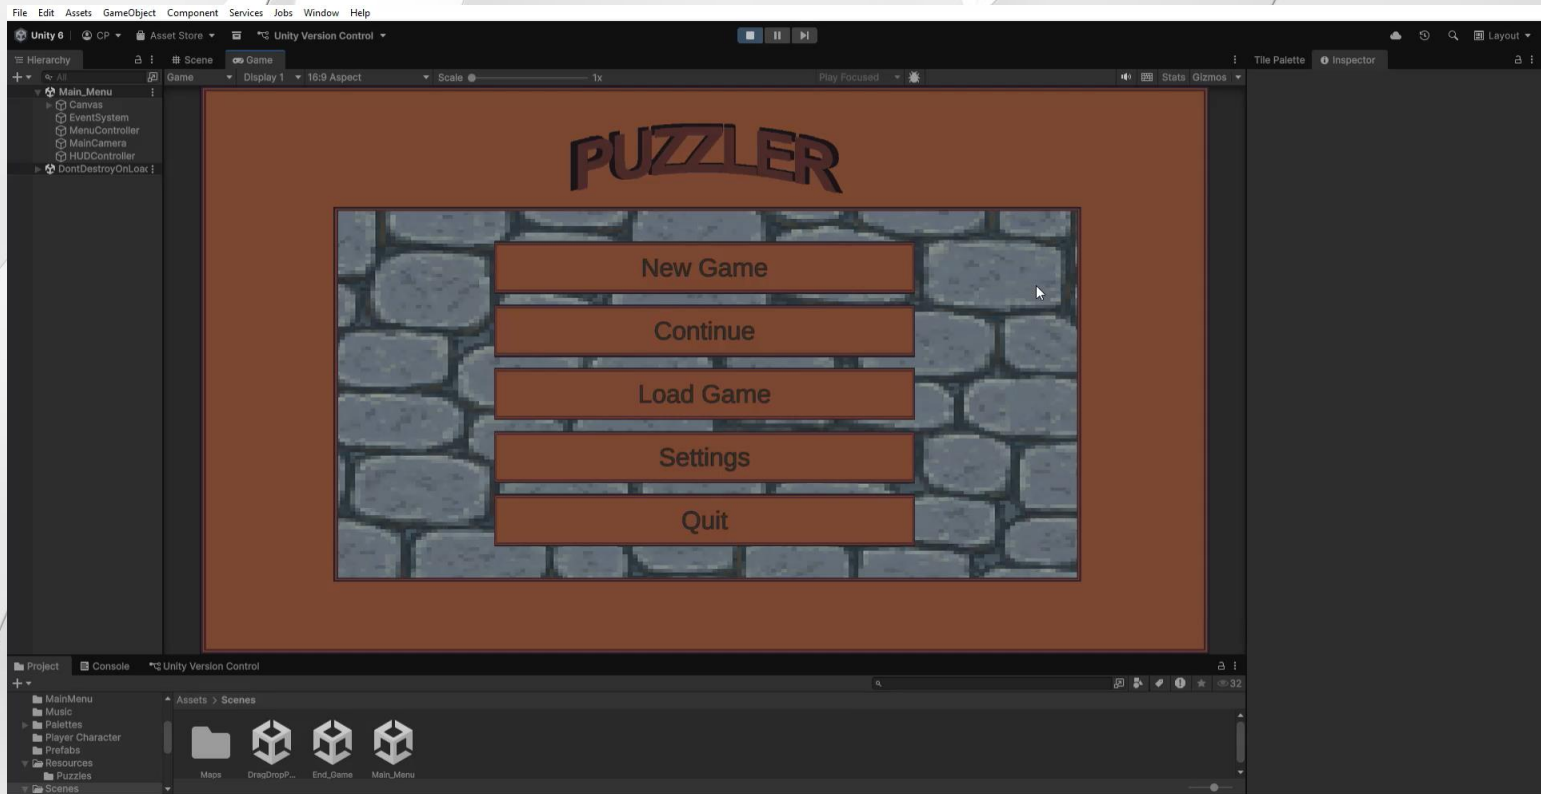 File Edit Assets GameObject Component Services Jobs Window Help
Unity 6 CP Asset Store Unity Version Control Layout
Hierarchy Scene Game Tile Palette Inspector
All Game Display 1 16:9 Aspect Scale 1x Play Focused Stats Gizmos
Main_Menu
Canvas
EventSystem
MenuController
MainCamera
HUDController
DontDestroyOnLoad
PUZZLER
New Game
Continue
Load Game
Settings
Quit
Project Console Unity Version Control
32
MainMenu
Music
Palettes
Player Character
Prefabs
Resources
Puzzles
Scenes
Assets > Scenes
Maps DragDropP... End_Game Main_Menu